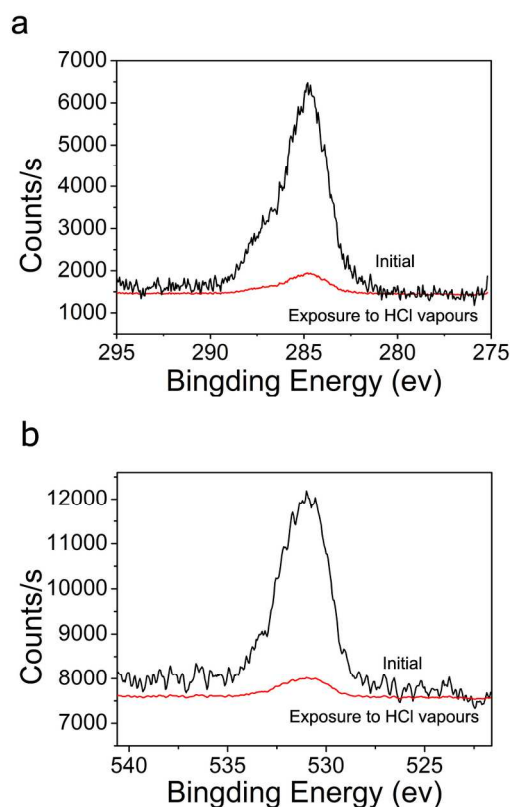 a
7000
6000
5000
4000
3000
2000
1000
Counts/s
Initial
Exposure to HCl vapours
295 290 285 280 275
Bingding Energy (ev)
b
12000
11000
10000
9000
8000
7000
Counts/s
Initial
Exposure to HCl vapours
540 535 530 525
Bingding Energy (ev)